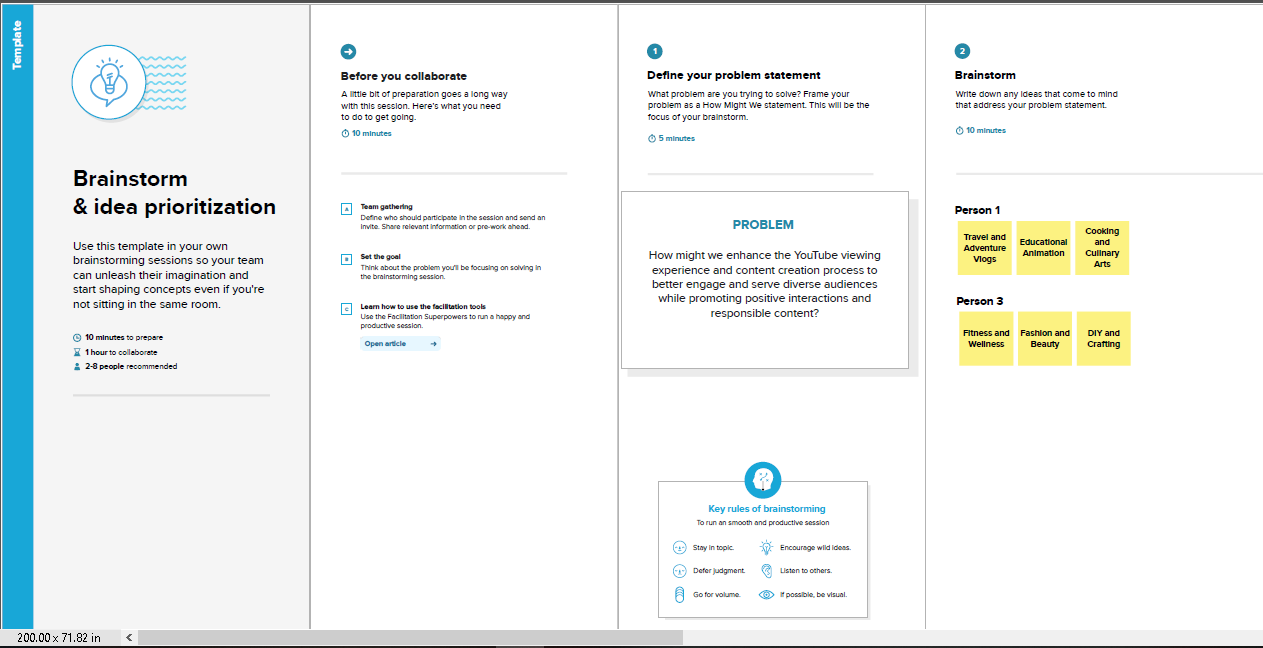 Template
Brainstorm
& idea prioritization
Use this template in your own
brainstorming sessions so your team
can unleash their imagination and
start shaping concepts even if you're
not sitting in the same room.
10 minutes to prepare
1 hour to collaborate
2-8 people recommended
Before you collaborate
A little bit of preparation goes a long way
with this session. Here's what you need
to do to get going.
10 minutes
A
Team gathering
Define who should participate in the session and send an
invite. Share relevant information or pre-work ahead.
B
Set the goal
Think about the problem you'll be focusing on solving in
the brainstorming session.
C
Learn how to use the facilitation tools
Use the Facilitation Superpowers to run a happy and
productive session.
Open article
1
Define your problem statement
What problem are you trying to solve? Frame your
problem as a How Might We statement. This will be the
focus of your brainstorm.
5 minutes
PROBLEM
How might we enhance the YouTube viewing
experience and content creation process to
better engage and serve diverse audiences
while promoting positive interactions and
responsible content?
Key rules of brainstorming
To run an smooth and productive session
Stay in topic.
Encourage wild ideas.
Defer judgment.
Listen to others.
Go for volume.
If possible, be visual.
2
Brainstorm
Write down any ideas that come to mind
that address your problem statement.
10 minutes
Person 1
Travel and
Adventure
Vlogs
Educational
Animation
Cooking
and
Culinary
Arts
Person 3
Fitness and
Wellness
Fashion and
Beauty
DIY and
Crafting
200.00 x 71.82 in